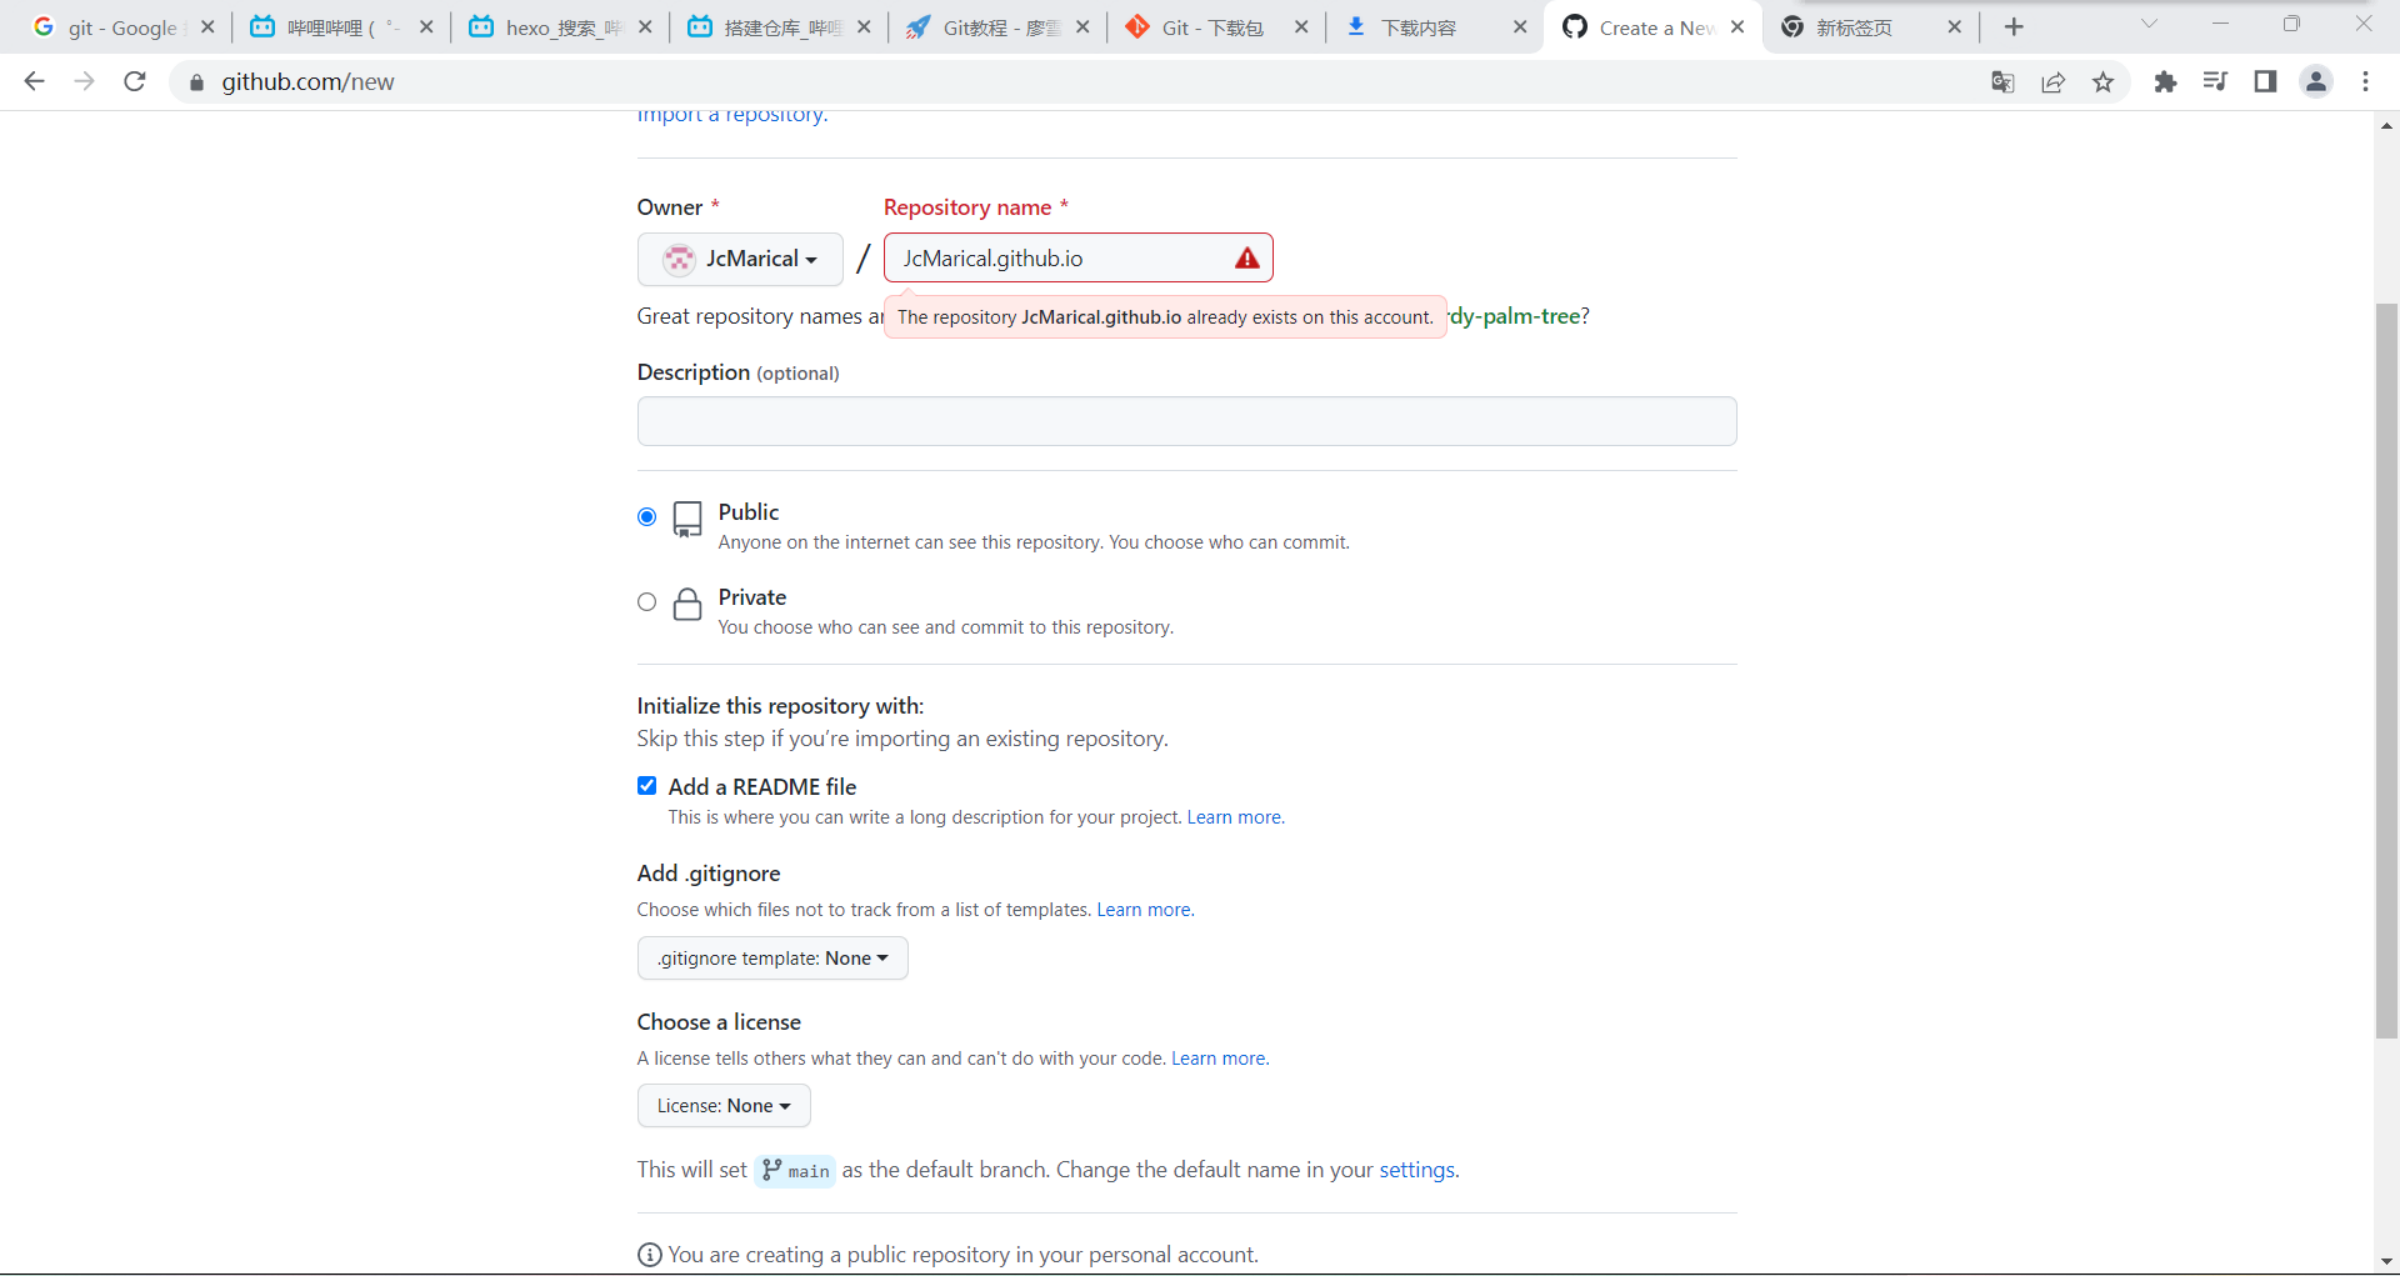 git - Google
哔哩哔哩 ( ゜-
hexo_搜索_哔
搭建仓库_哔哩
Git教程 - 廖雪
Git - 下载包
下载内容
Create a New
新标签页
github.com/new
Import a repository.
Owner *
Repository name *
JcMarical
/
JcMarical.github.io
Great repository names a
The repository JcMarical.github.io already exists on this account.
rdy-palm-tree?
Description (optional)
Public
Anyone on the internet can see this repository. You choose who can commit.
Private
You choose who can see and commit to this repository.
Initialize this repository with:
Skip this step if you’re importing an existing repository.
Add a README file
This is where you can write a long description for your project. Learn more.
Add .gitignore
Choose which files not to track from a list of templates. Learn more.
.gitignore template: None
Choose a license
A license tells others what they can and can't do with your code. Learn more.
License: None
This will set main as the default branch. Change the default name in your settings.
You are creating a public repository in your personal account.